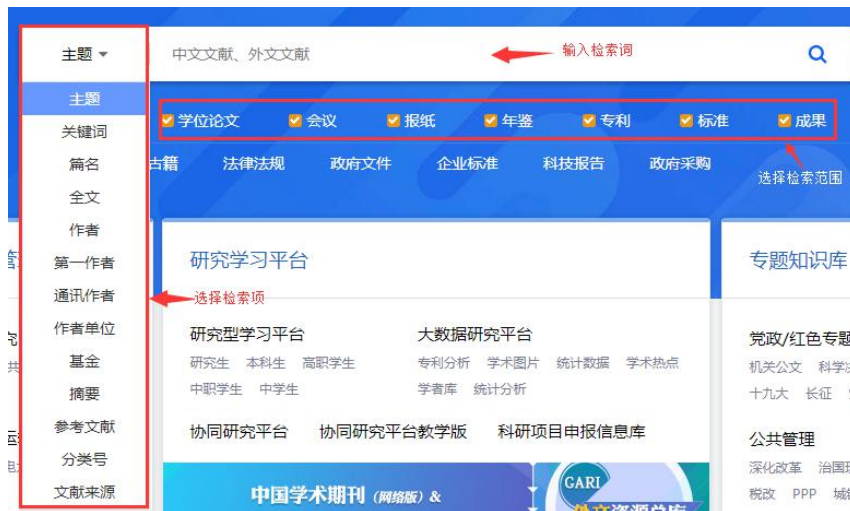 主题
中文文献、外文文献
输入检索词
主题
学位论文 会议 报纸 年鉴 专利 标准 成果
关键词
古籍 法律法规 政府文件 企业标准 科技报告 政府采购
篇名
选择检索范围
全文
作者
第一作者
研究学习平台
专题知识库
通讯作者
选择检索项
作者单位
研究型学习平台 大数据研究平台
党政/红色专题
基金
研究生 本科生 高职学生 专利分析 学术图片 统计数据 学术热点
机关公文
摘要
中职学生 中学生 学者库 统计分析
十九大 长征
参考文献
协同研究平台 协同研究平台教学版 科研项目申报信息库
公共管理
分类号
深化改革
文献来源
中国学术期刊 (网络版) &
GARI
税改 PPP